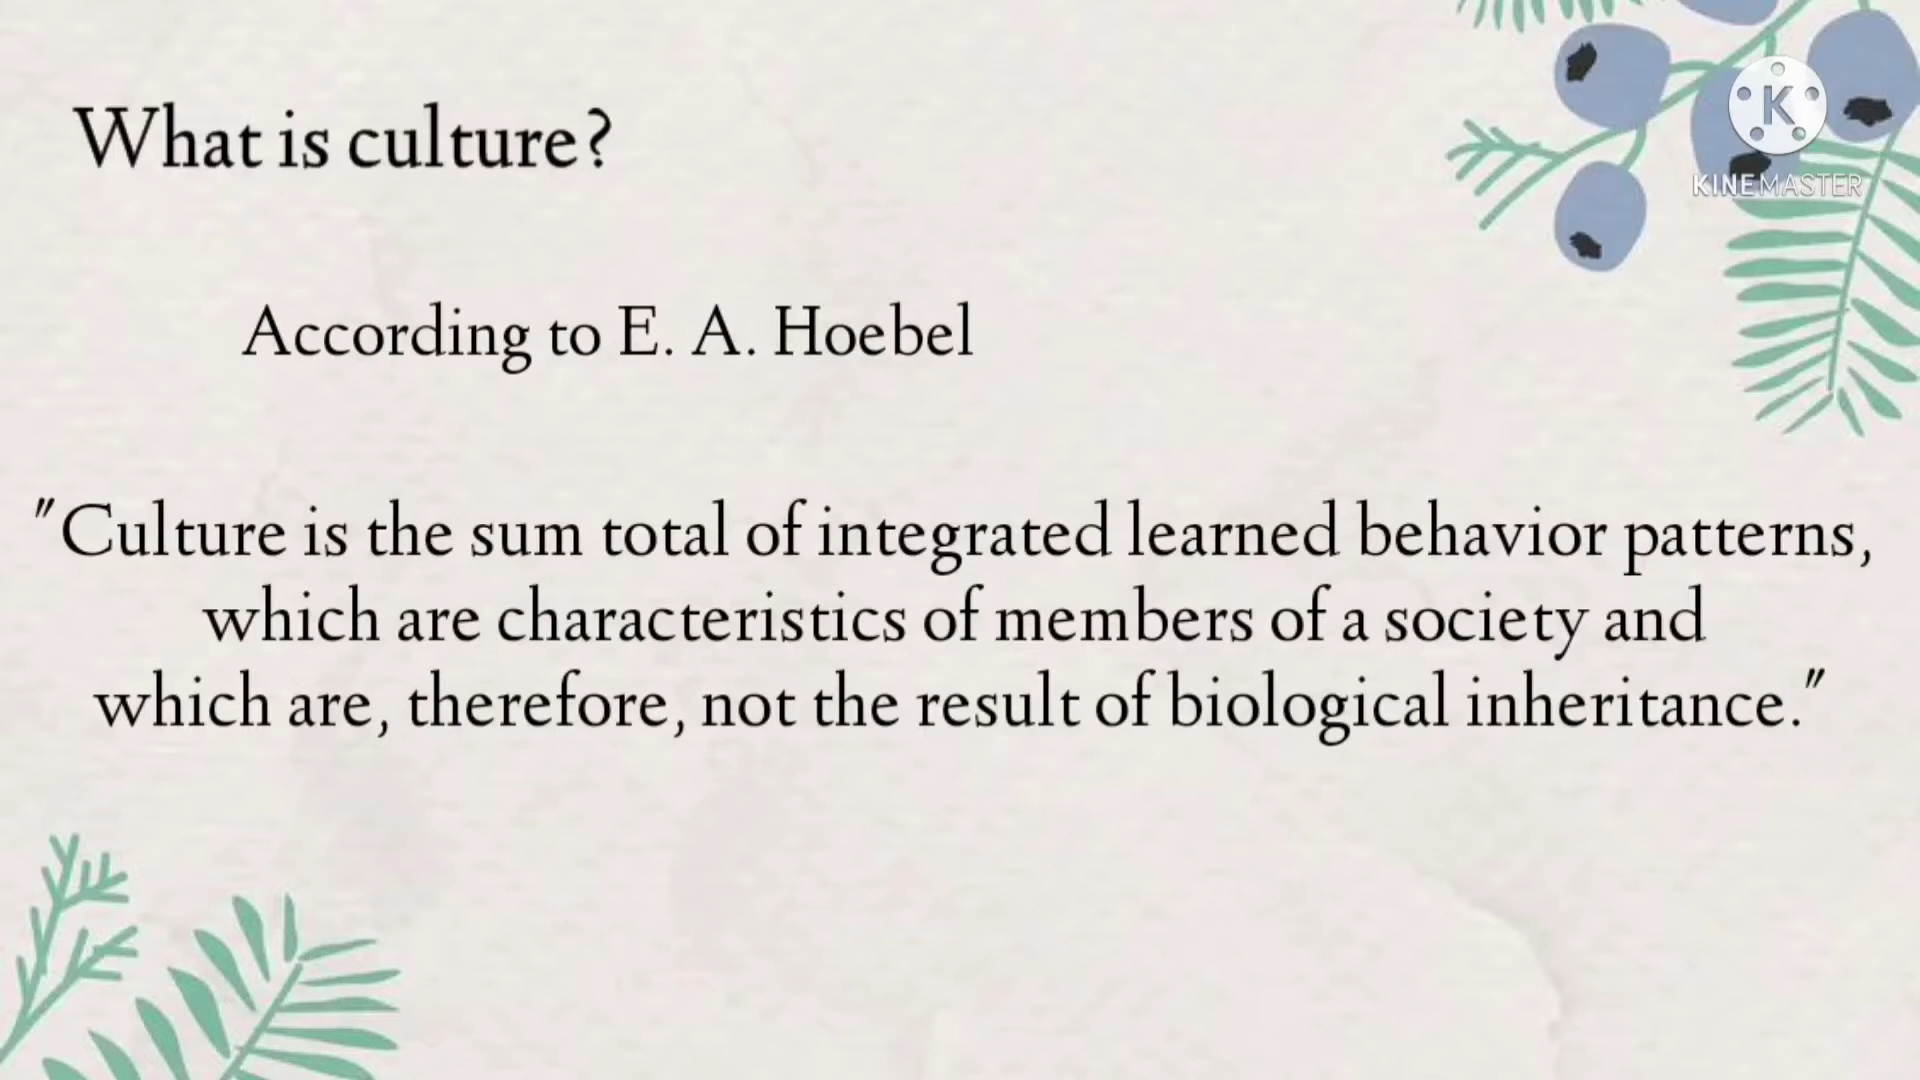 What is culture?
K
KINEMASTER
According to E. A. Hoebel
"Culture is the sum total of integrated learned behavior patterns,
which are characteristics of members of a society and
which are, therefore, not the result of biological inheritance."